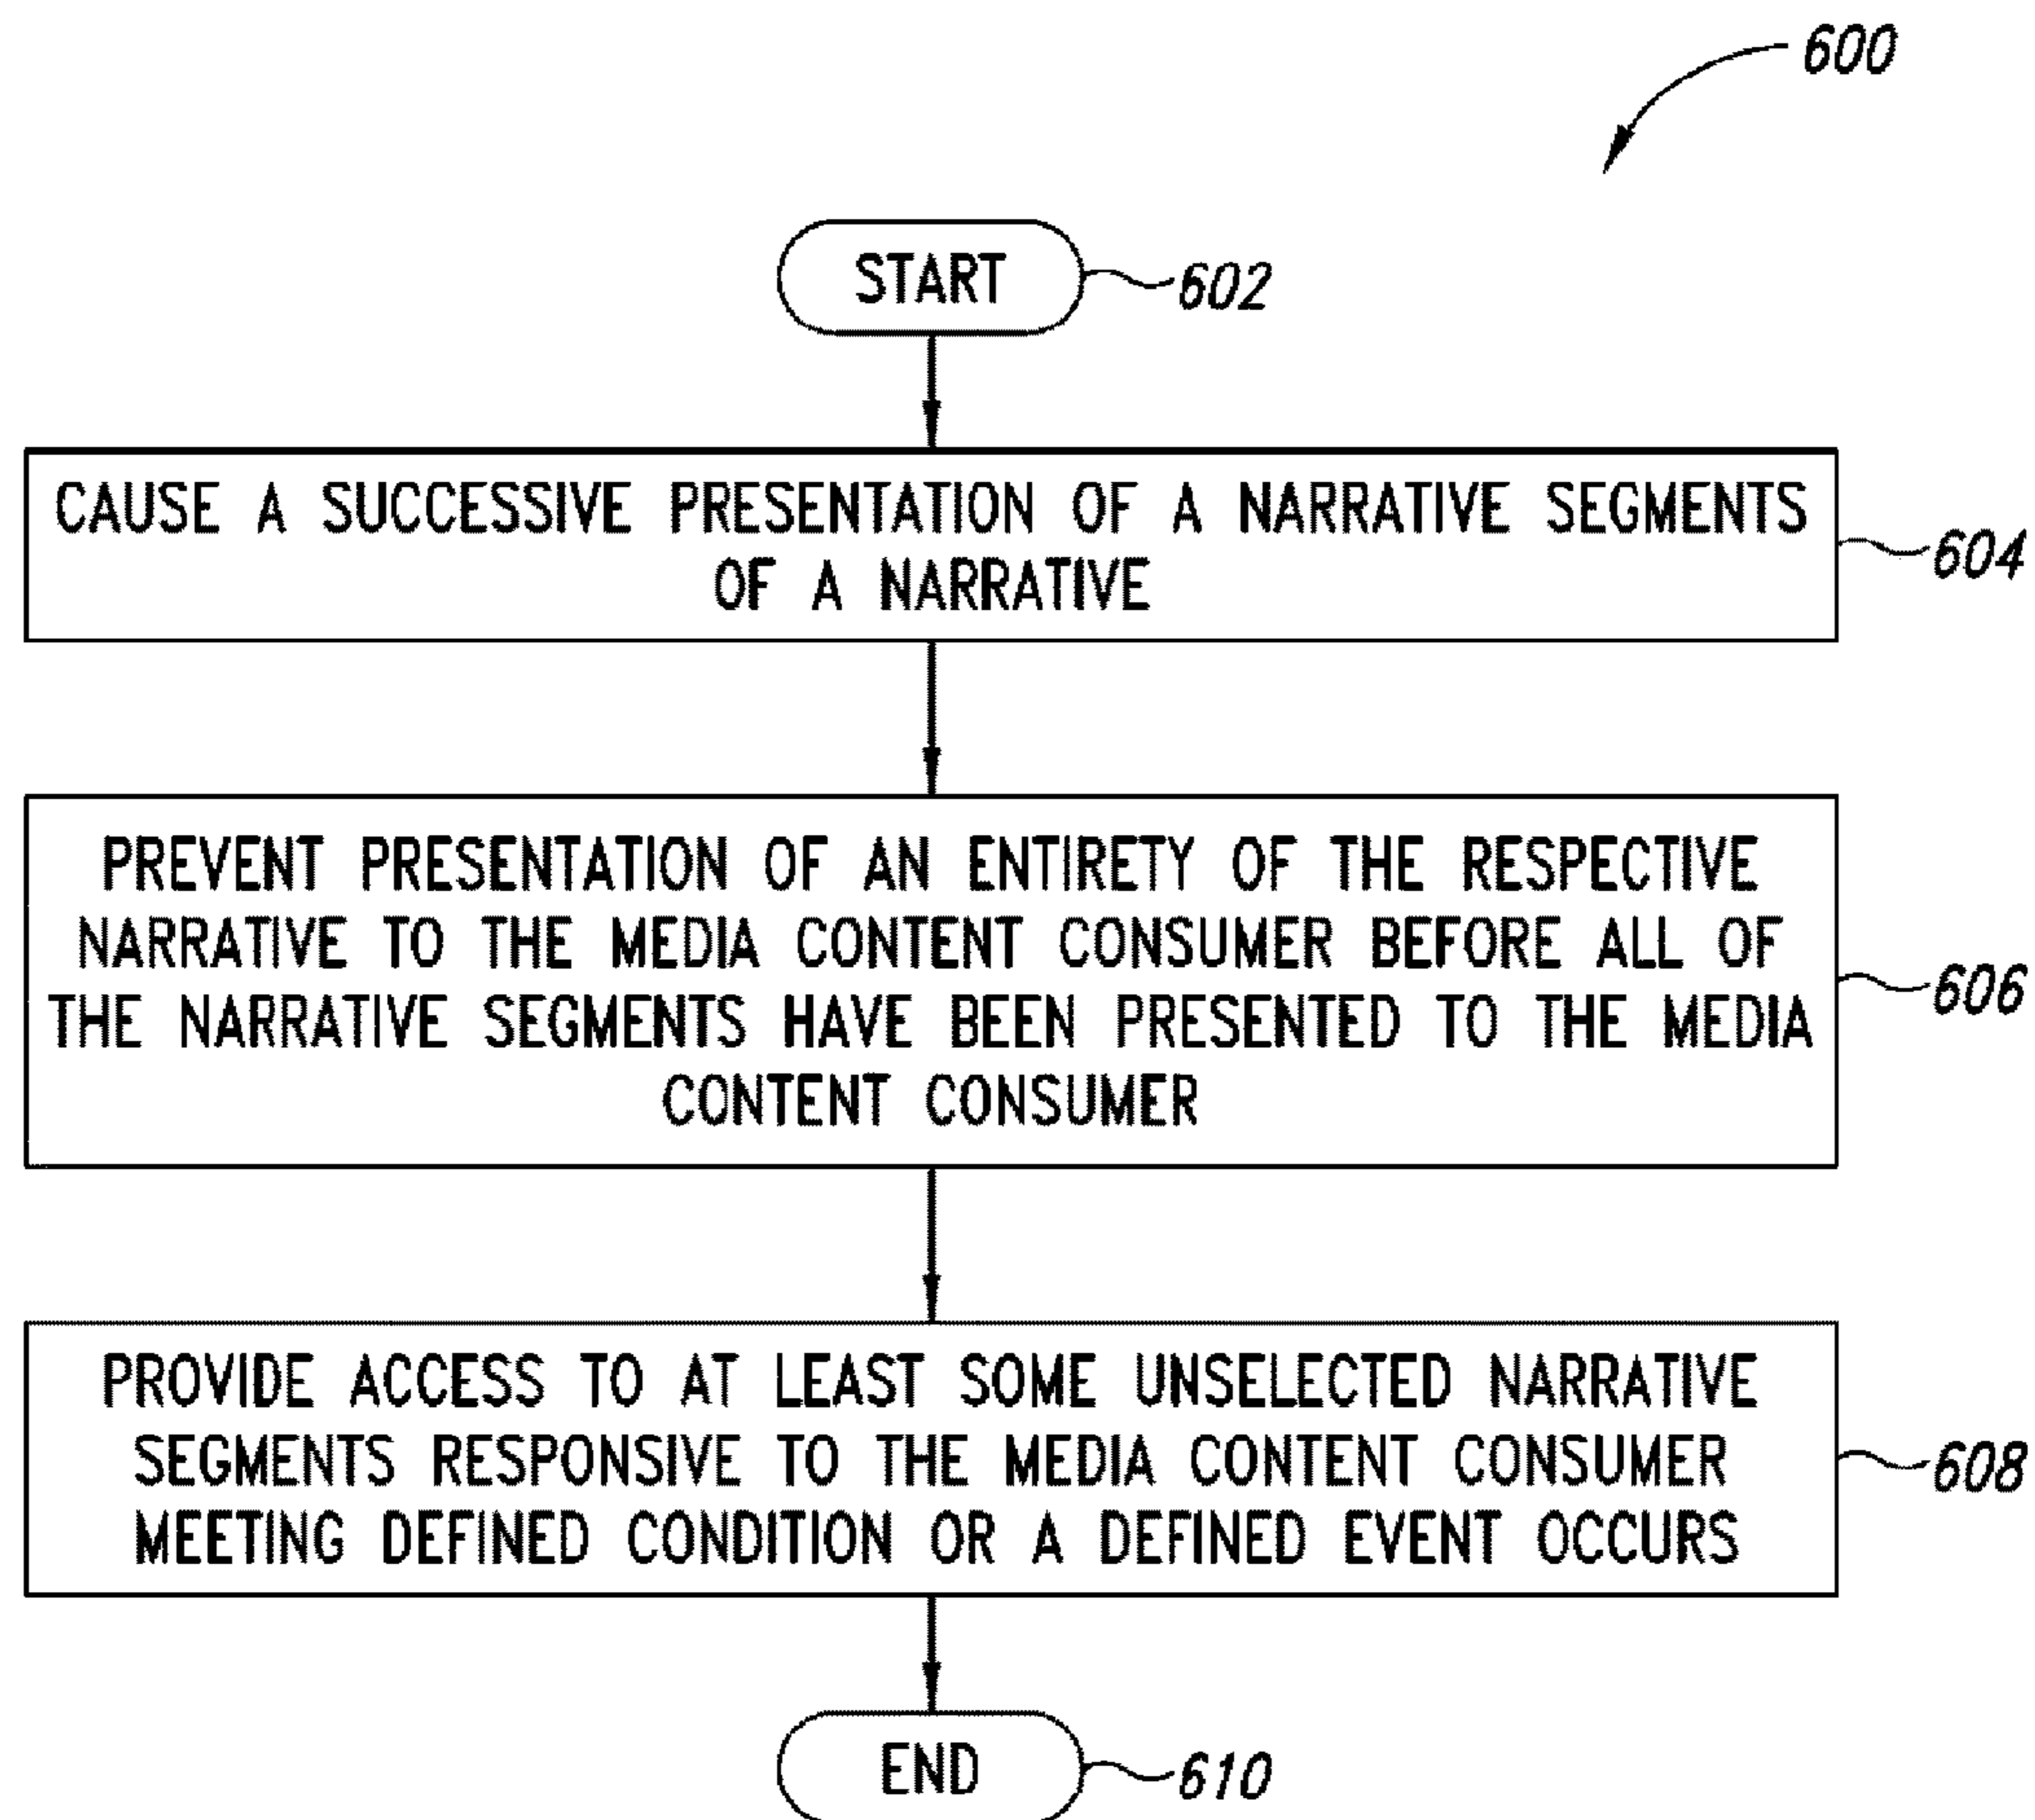 600
START
602
CAUSE A SUCCESSIVE PRESENTATION OF A NARRATIVE SEGMENTS
OF A NARRATIVE
604
PREVENT PRESENTATION OF AN ENTIRETY OF THE RESPECTIVE
NARRATIVE TO THE MEDIA CONTENT CONSUMER BEFORE ALL OF
THE NARRATIVE SEGMENTS HAVE BEEN PRESENTED TO THE MEDIA
CONTENT CONSUMER
606
PROVIDE ACCESS TO AT LEAST SOME UNSELECTED NARRATIVE
SEGMENTS RESPONSIVE TO THE MEDIA CONTENT CONSUMER
MEETING DEFINED CONDITION OR A DEFINED EVENT OCCURS
608
END
610